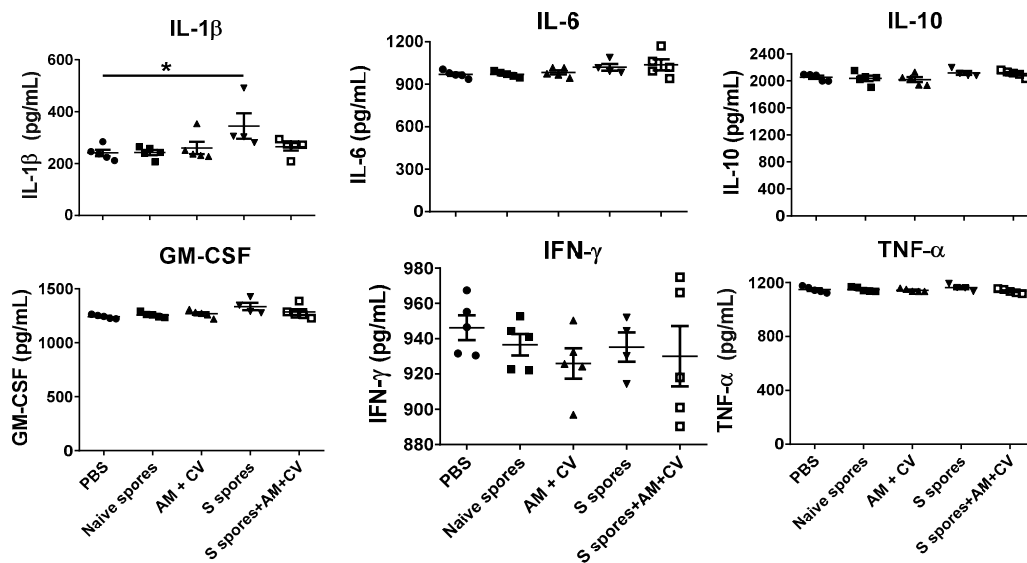 IL-1β
IL-1β (pg/mL)
600
400
200
0
*
IL-6
IL-6 (pg/mL)
1200
900
600
300
0
IL-10
IL-10 (pg/mL)
2400
2000
1600
1200
800
400
0
GM-CSF
GM-CSF (pg/mL)
1500
1000
500
0
PBS
Naive spores
AM + CV
S spores
S spores+AM+CV
IFN-γ
IFN-γ (pg/mL)
980
960
940
920
900
880
PBS
Naive spores
AM + CV
S spores
S spores+AM+CV
TNF-α
TNF-α (pg/mL)
1200
800
400
0
PBS
Naive spores
AM + CV
S spores
S spores+AM+CV